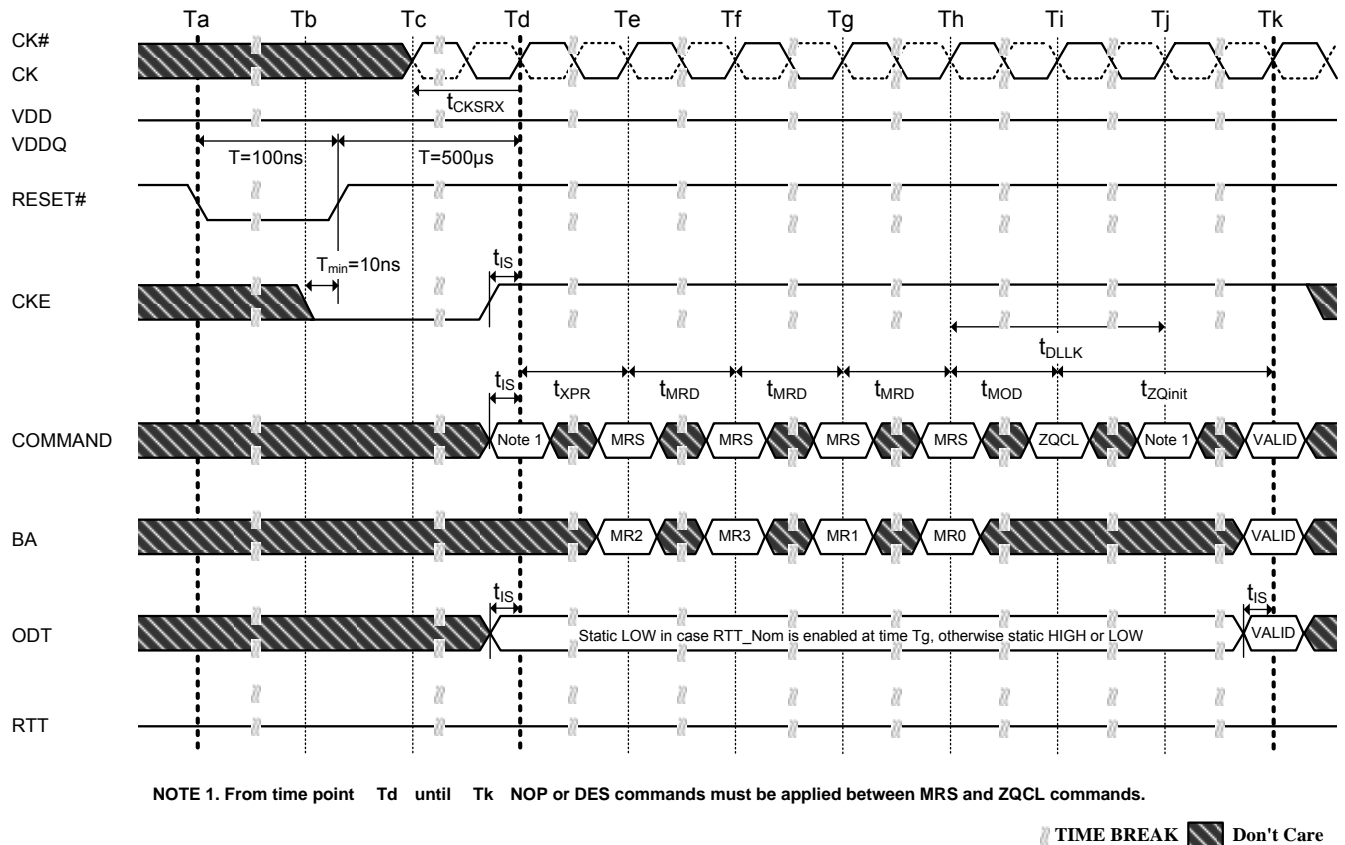 Ta Tb Tc Td Te Tf Tg Th Ti Tj Tk
CK#
CK
tCKSRX
VDD
VDDQ
T=100ns T=500µs
RESET#
Tmin=10ns tIS
CKE
tDLLK
tIS tXPR tMRD tMRD tMRD tMOD tZQinit
COMMAND Note 1 MRS MRS MRS MRS ZQCL Note 1 VALID
BA MR2 MR3 MR1 MR0 VALID
tIS tIS
ODT Static LOW in case RTT_Nom is enabled at time Tg, otherwise static HIGH or LOW VALID
RTT
NOTE 1. From time point Td until Tk NOP or DES commands must be applied between MRS and ZQCL commands.
TIME BREAK Don't Care